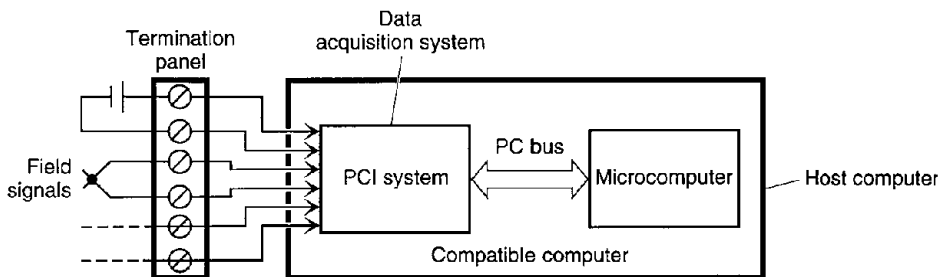 Data
acquisition system
Termination
panel
Field
signals
PCI system
PC bus
Microcomputer
Host computer
Compatible computer